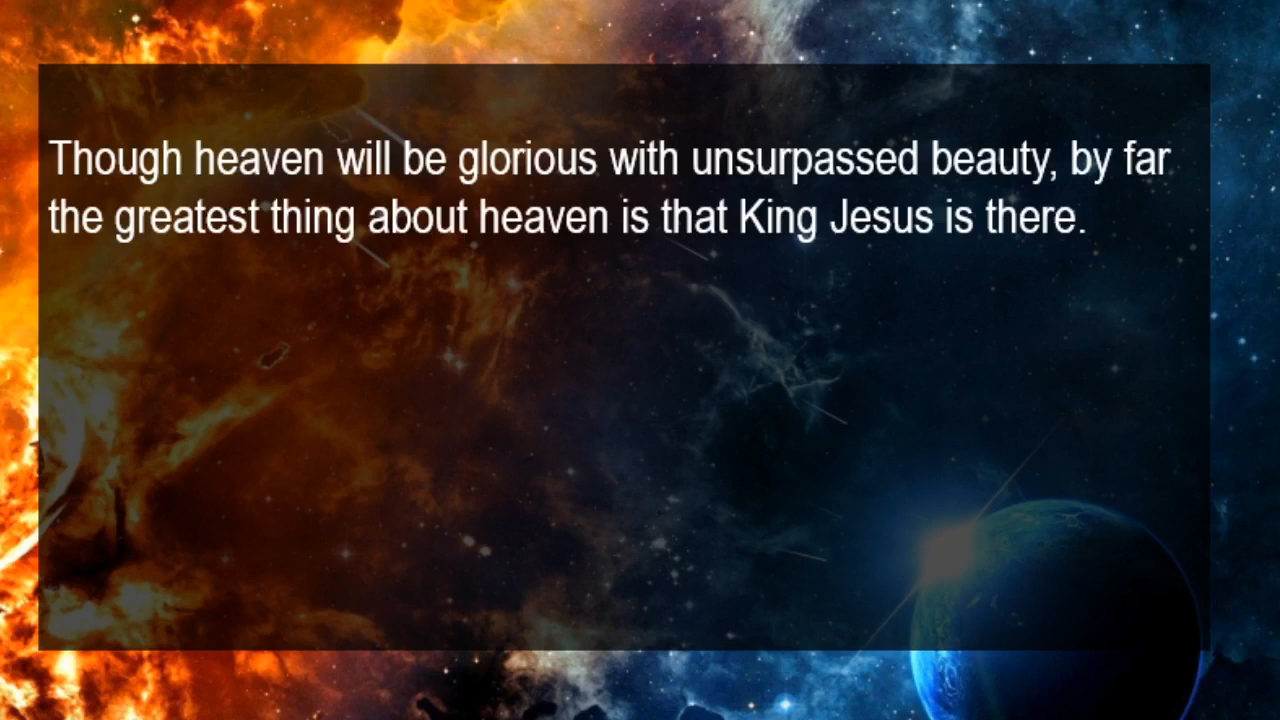 Though heaven will be glorious with unsurpassed beauty, by far
the greatest thing about heaven is that King Jesus is there.